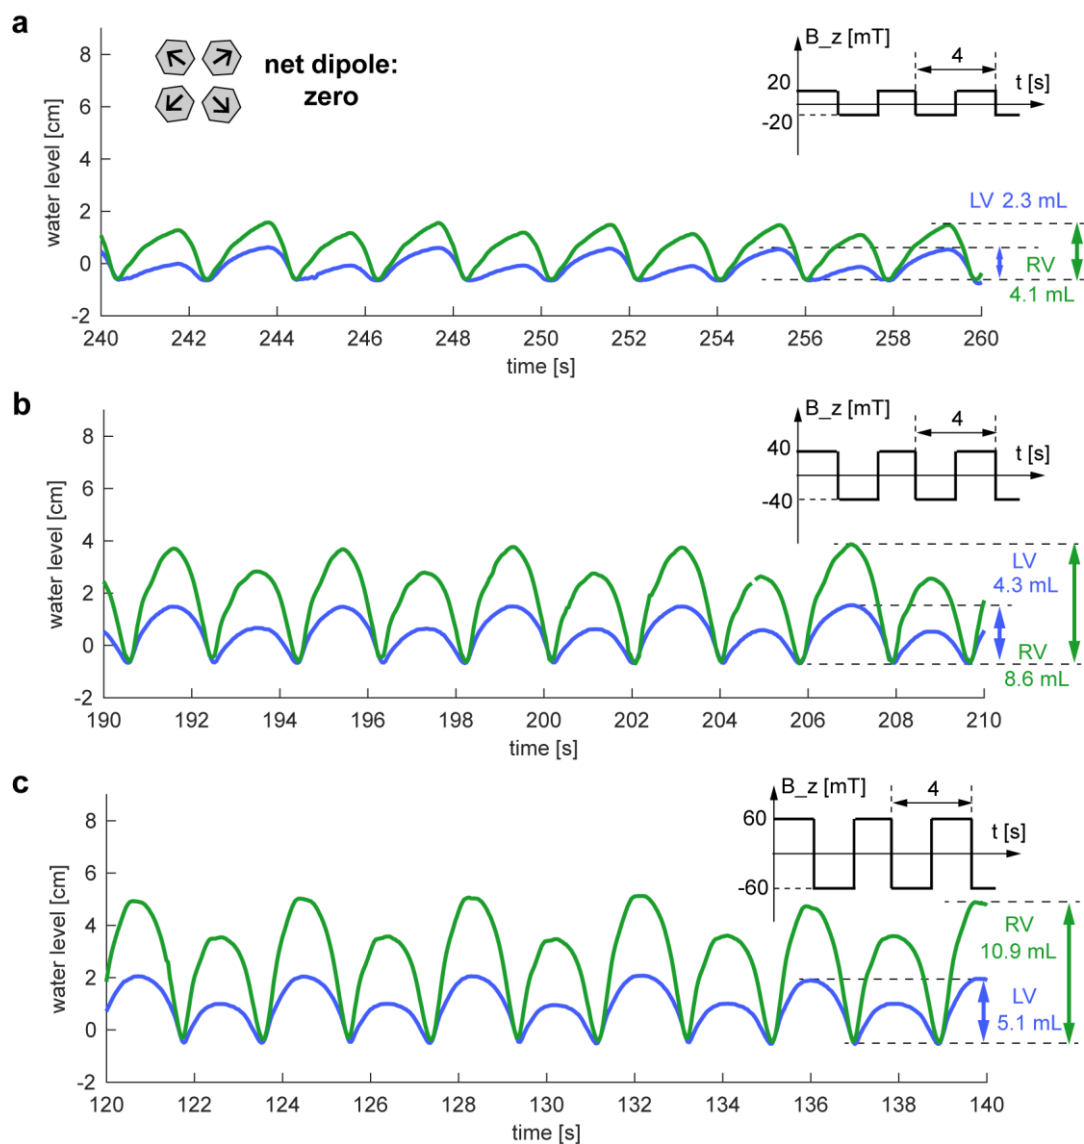 a
water level [cm]
8
6
4
2
0
-2
net dipole:
zero
B_z [mT]
20
-20
4
t [s]
LV 2.3 mL
RV
4.1 mL
240 242 244 246 248 250 252 254 256 258 260
time [s]
b
water level [cm]
8
6
4
2
0
-2
B_z [mT]
40
-40
4
t [s]
LV
4.3 mL
RV
8.6 mL
190 192 194 196 198 200 202 204 206 208 210
time [s]
c
water level [cm]
8
6
4
2
0
-2
B_z [mT]
60
-60
4
t [s]
RV
10.9 mL
LV
5.1 mL
120 122 124 126 128 130 132 134 136 138 140
time [s]